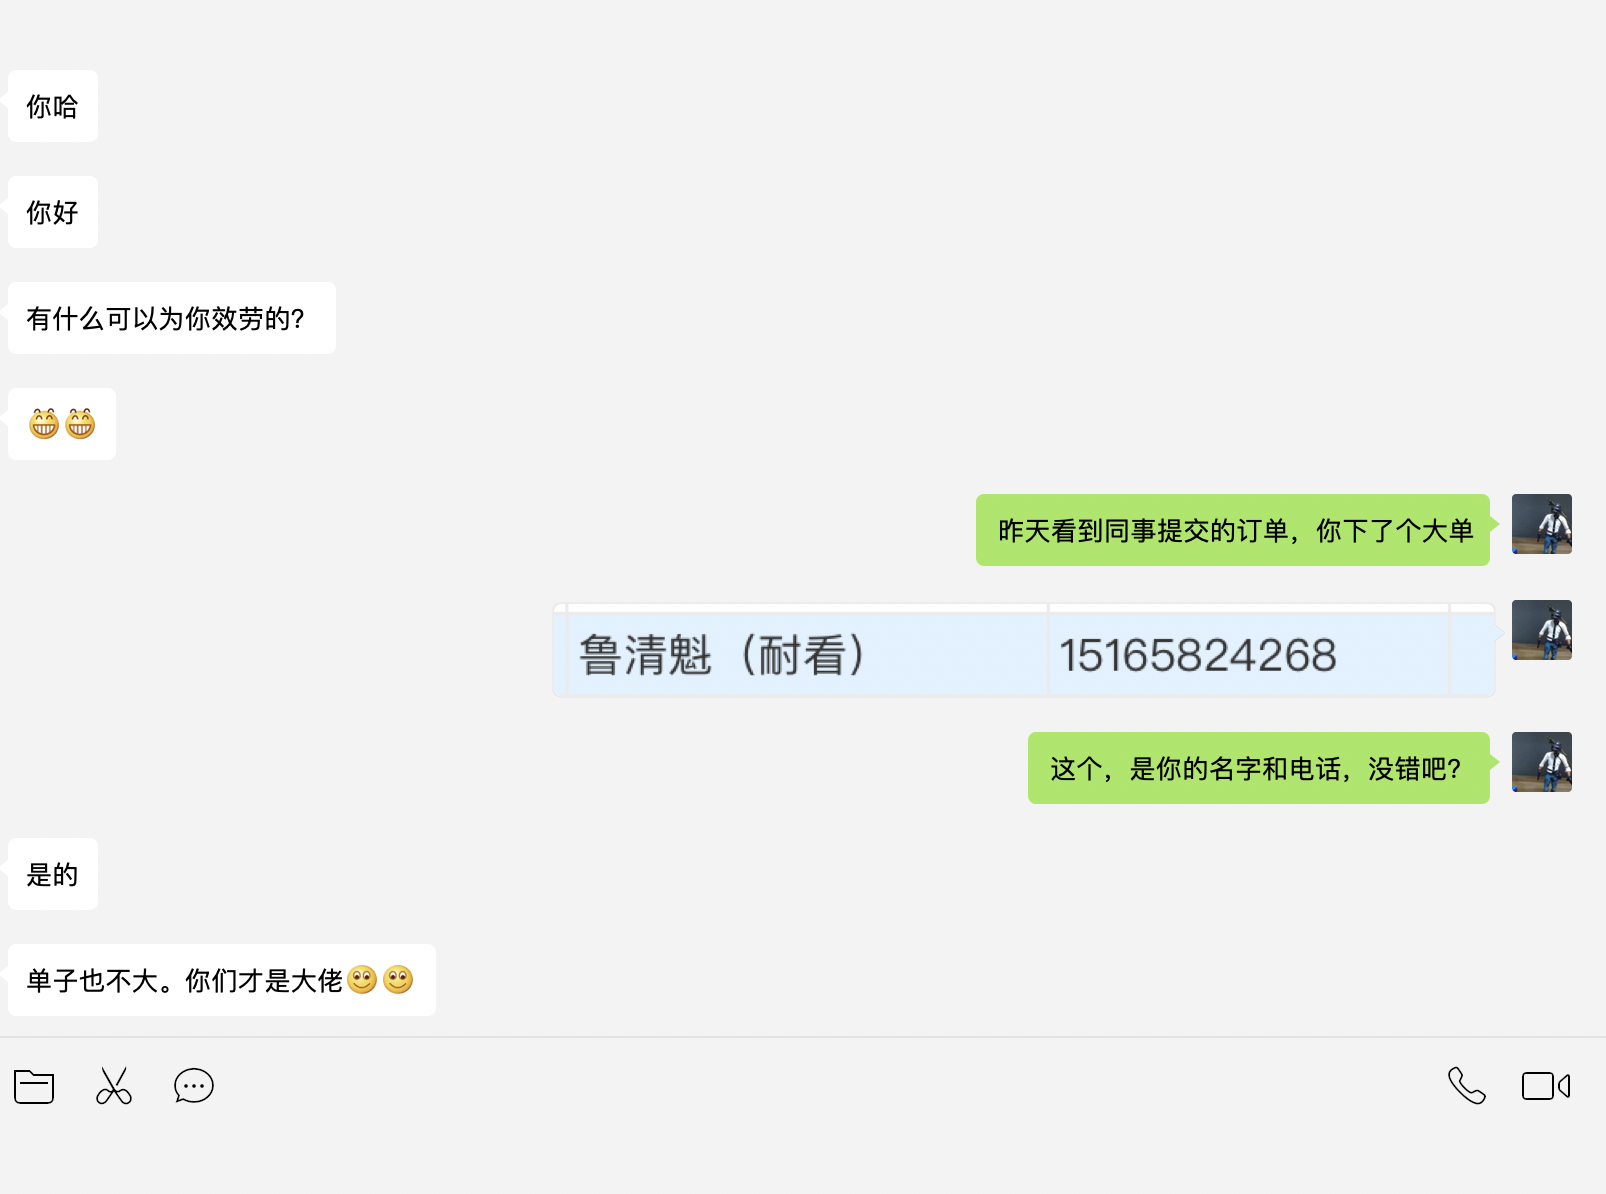 你哈
你好
有什么可以为你效劳的？
昨天看到同事提交的订单，你下了个大单
鲁清魁（耐看） 15165824268
这个，是你的名字和电话，没错吧？
是的
单子也不大。你们才是大佬